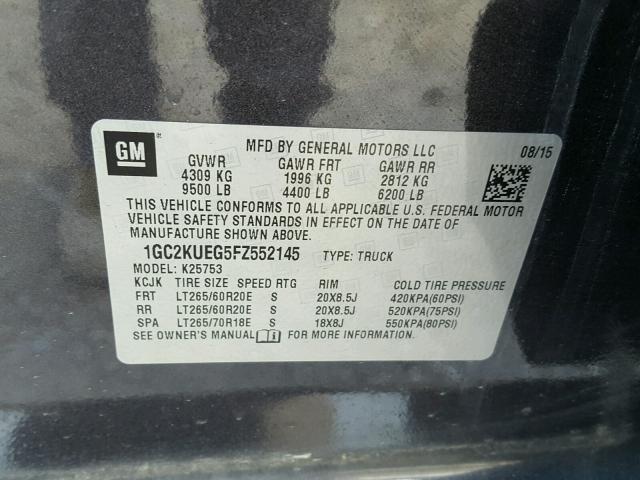 GM
MFD BY GENERAL MOTORS LLC 08/15
GVWR GAWR FRT GAWR RR
4309 KG 1996 KG 2812 KG
9500 LB 4400 LB 6200 LB
THIS VEHICLE CONFORMS TO ALL APPLICABLE U.S. FEDERAL MOTOR
VEHICLE SAFETY STANDARDS IN EFFECT ON THE DATE OF
MANUFACTURE SHOWN ABOVE.
1GC2KUEG5FZ552145 TYPE: TRUCK
MODEL: K25753
KCJK TIRE SIZE SPEED RTG RIM COLD TIRE PRESSURE
FRT LT265/60R20E S 20X8.5J 420KPA(60PSI)
RR LT265/60R20E S 20X8.5J 520KPA(75PSI)
SPA LT265/70R18E S 18X8J 550KPA(80PSI)
SEE OWNER'S MANUAL FOR MORE INFORMATION.